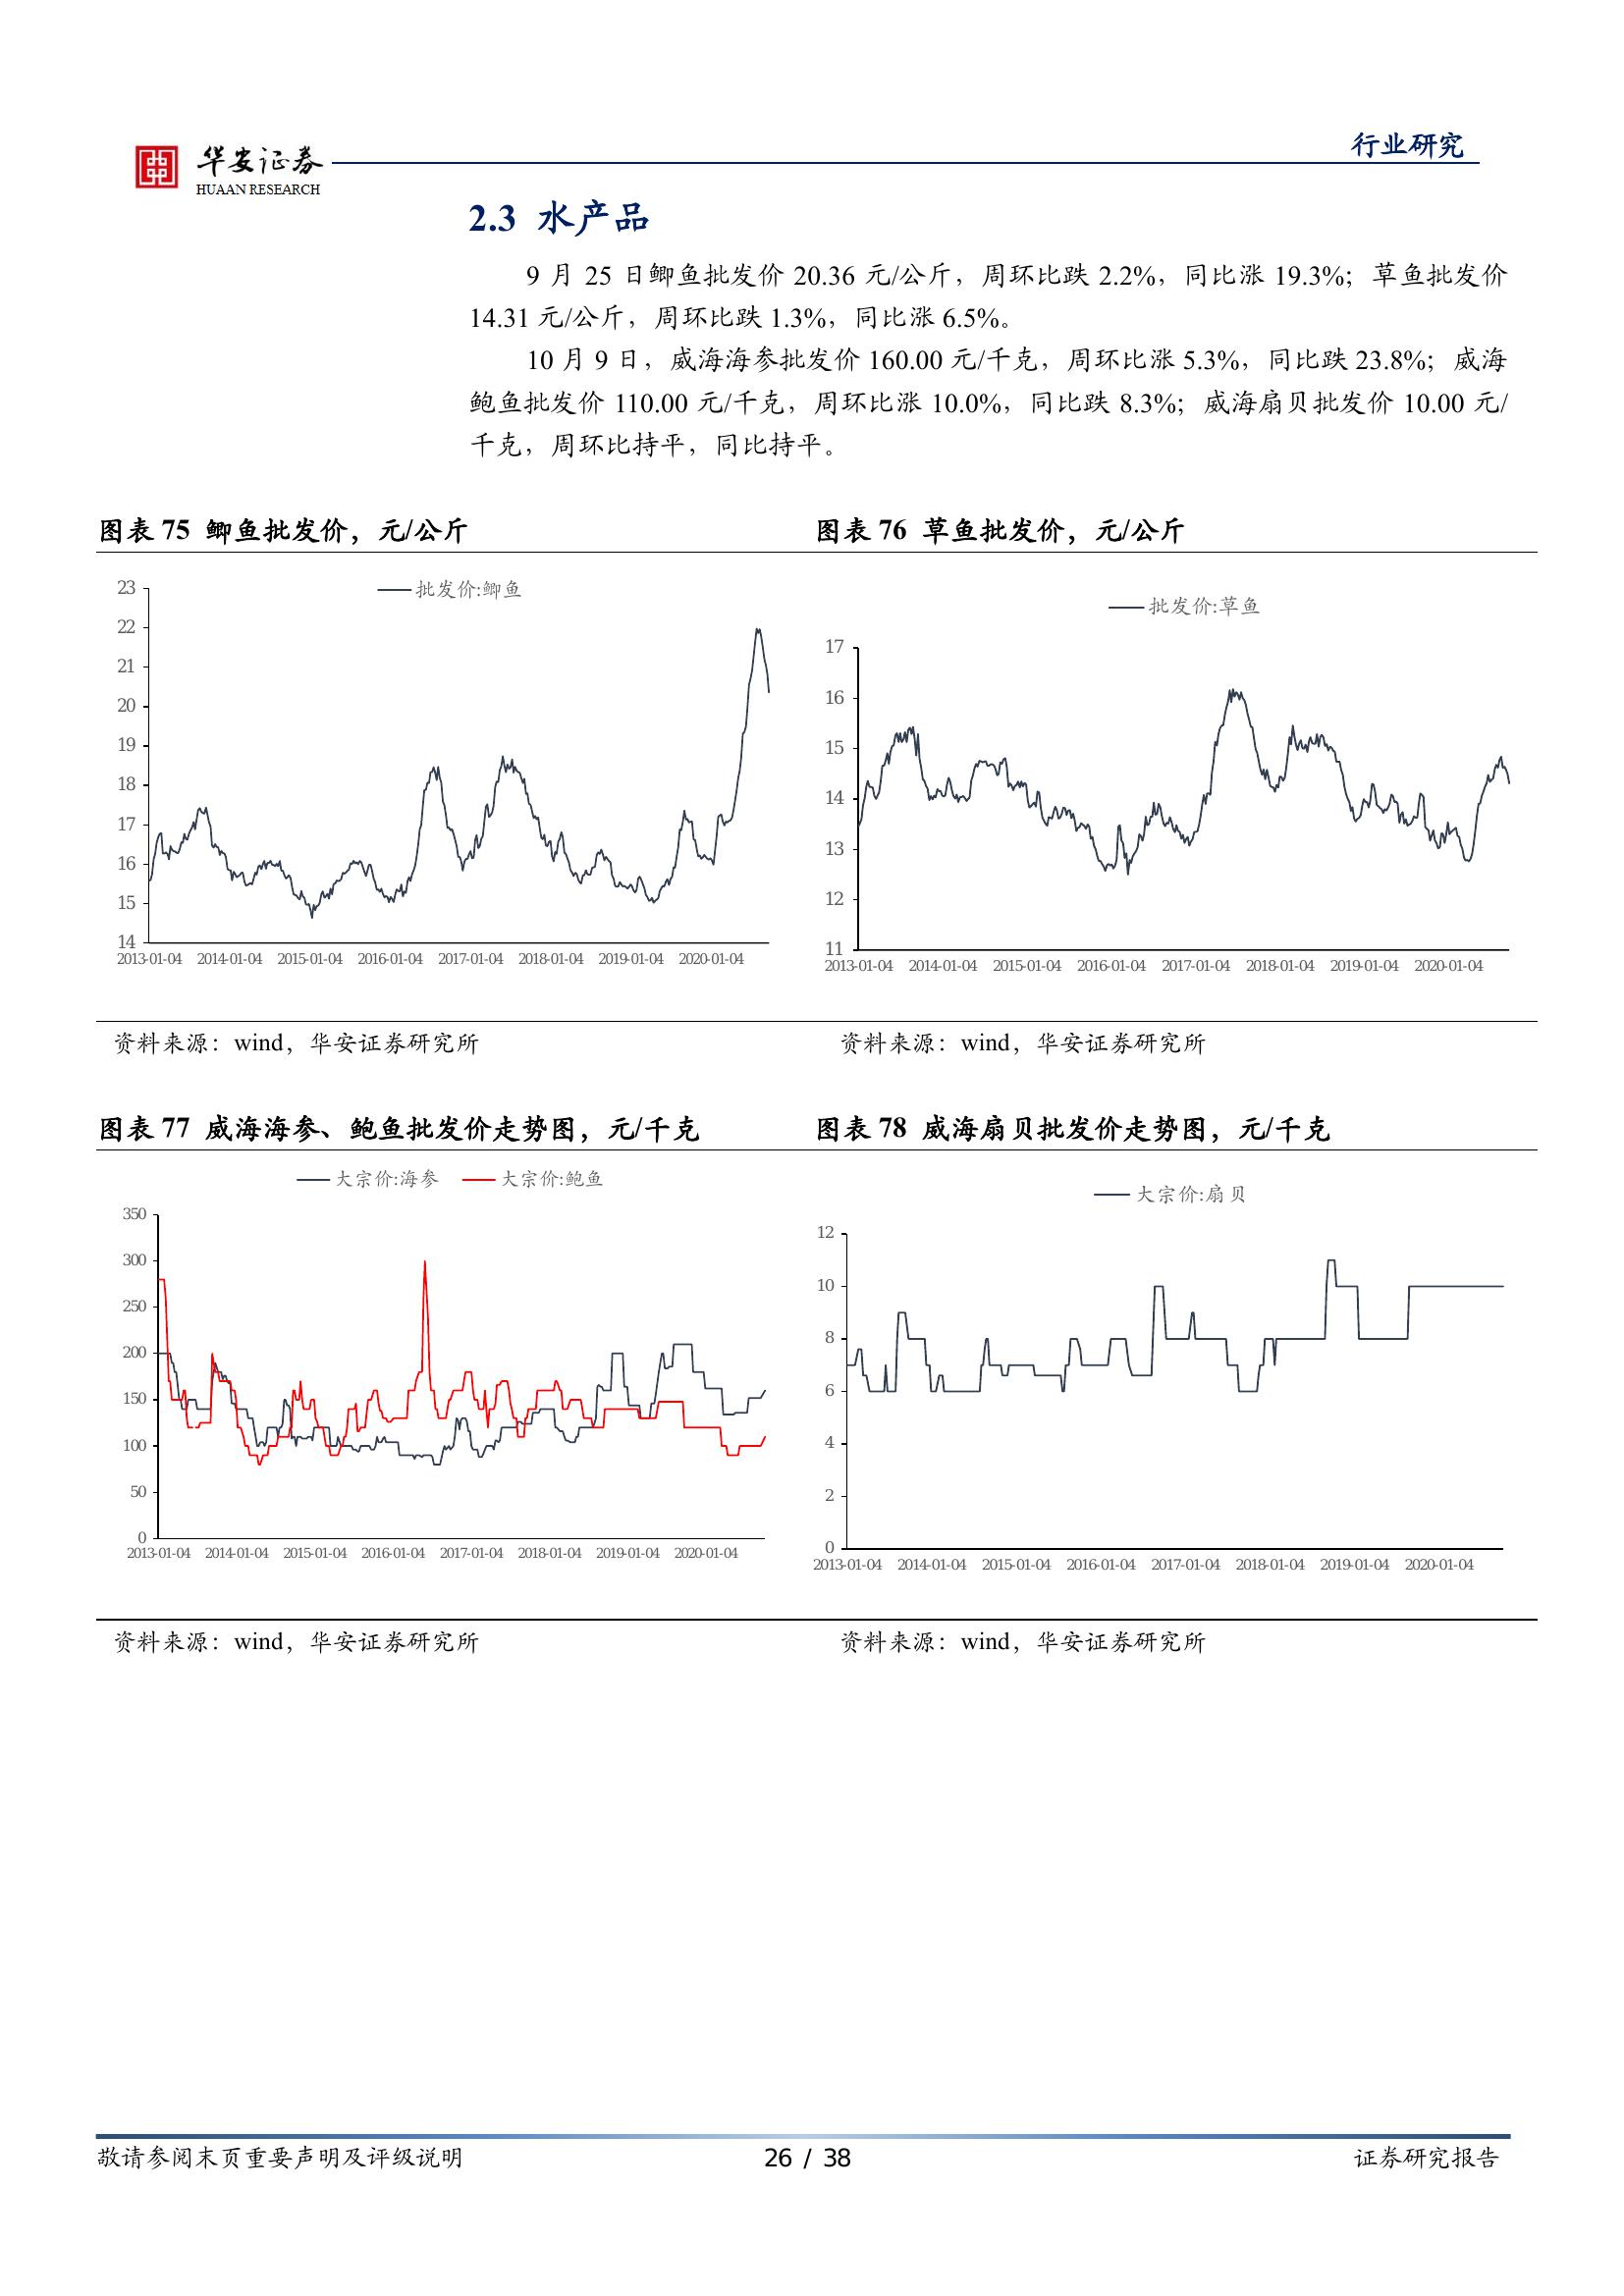 华安证券
HUAAN RESEARCH
行业研究
2.3 水产品
9 月 25 日鲫鱼批发价 20.36 元/公斤，周环比跌 2.2%，同比涨 19.3%；草鱼批发价
14.31 元/公斤，周环比跌 1.3%，同比涨 6.5%。
10 月 9 日，威海海参批发价 160.00 元/千克，周环比涨 5.3%，同比跌 23.8%；威海
鲍鱼批发价 110.00 元/千克，周环比涨 10.0%，同比跌 8.3%；威海扇贝批发价 10.00 元/
千克，周环比持平，同比持平。
图表 75 鲫鱼批发价，元/公斤
批发价:鲫鱼
23
22
21
20
19
18
17
16
15
14
2013-01-04 2014-01-04 2015-01-04 2016-01-04 2017-01-04 2018-01-04 2019-01-04 2020-01-04
资料来源：wind，华安证券研究所
图表 76 草鱼批发价，元/公斤
批发价:草鱼
17
16
15
14
13
12
11
2013-01-04 2014-01-04 2015-01-04 2016-01-04 2017-01-04 2018-01-04 2019-01-04 2020-01-04
资料来源：wind，华安证券研究所
图表 77 威海海参、鲍鱼批发价走势图，元/千克
大宗价:海参 大宗价:鲍鱼
350
300
250
200
150
100
50
0
2013-01-04 2014-01-04 2015-01-04 2016-01-04 2017-01-04 2018-01-04 2019-01-04 2020-01-04
资料来源：wind，华安证券研究所
图表 78 威海扇贝批发价走势图，元/千克
大宗价:扇贝
12
10
8
6
4
2
0
2013-01-04 2014-01-04 2015-01-04 2016-01-04 2017-01-04 2018-01-04 2019-01-04 2020-01-04
资料来源：wind，华安证券研究所
敬请参阅末页重要声明及评级说明
26 / 38
证券研究报告